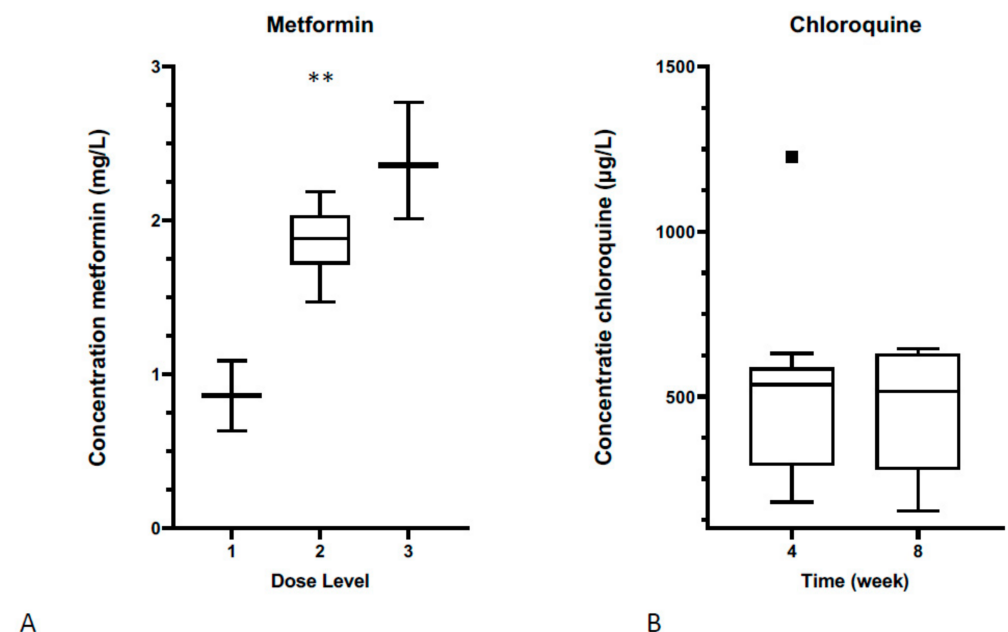 Metformin
Concentration metformin (mg/L)
3
2
1
0
**
1 2 3
Dose Level
A
Chloroquine
Concentratie chloroquine (µg/L)
1500
1000
500
4 8
Time (week)
B